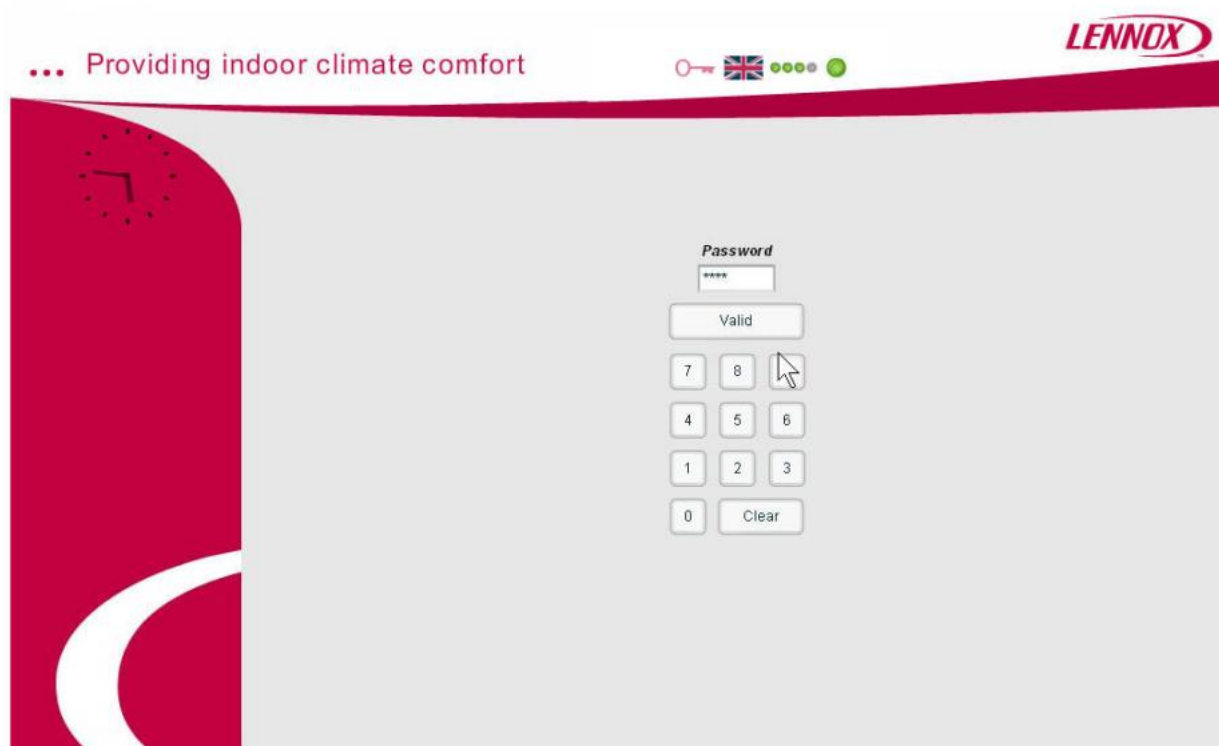 LENNOX
... Providing indoor climate comfort
Password
****
Valid
7 8
4 5 6
1 2 3
0 Clear